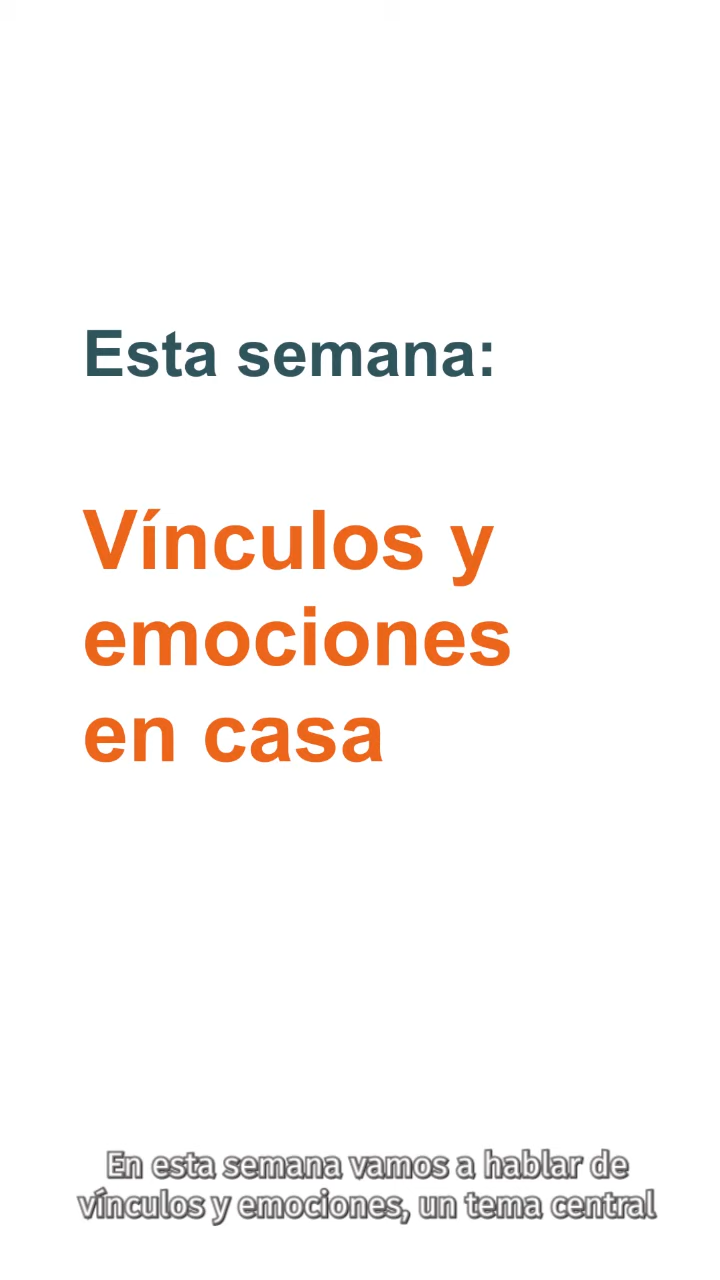 Esta semana:
Vínculos y
emociones
en casa
En esta semana vamos a hablar de
vínculos y emociones, un tema central